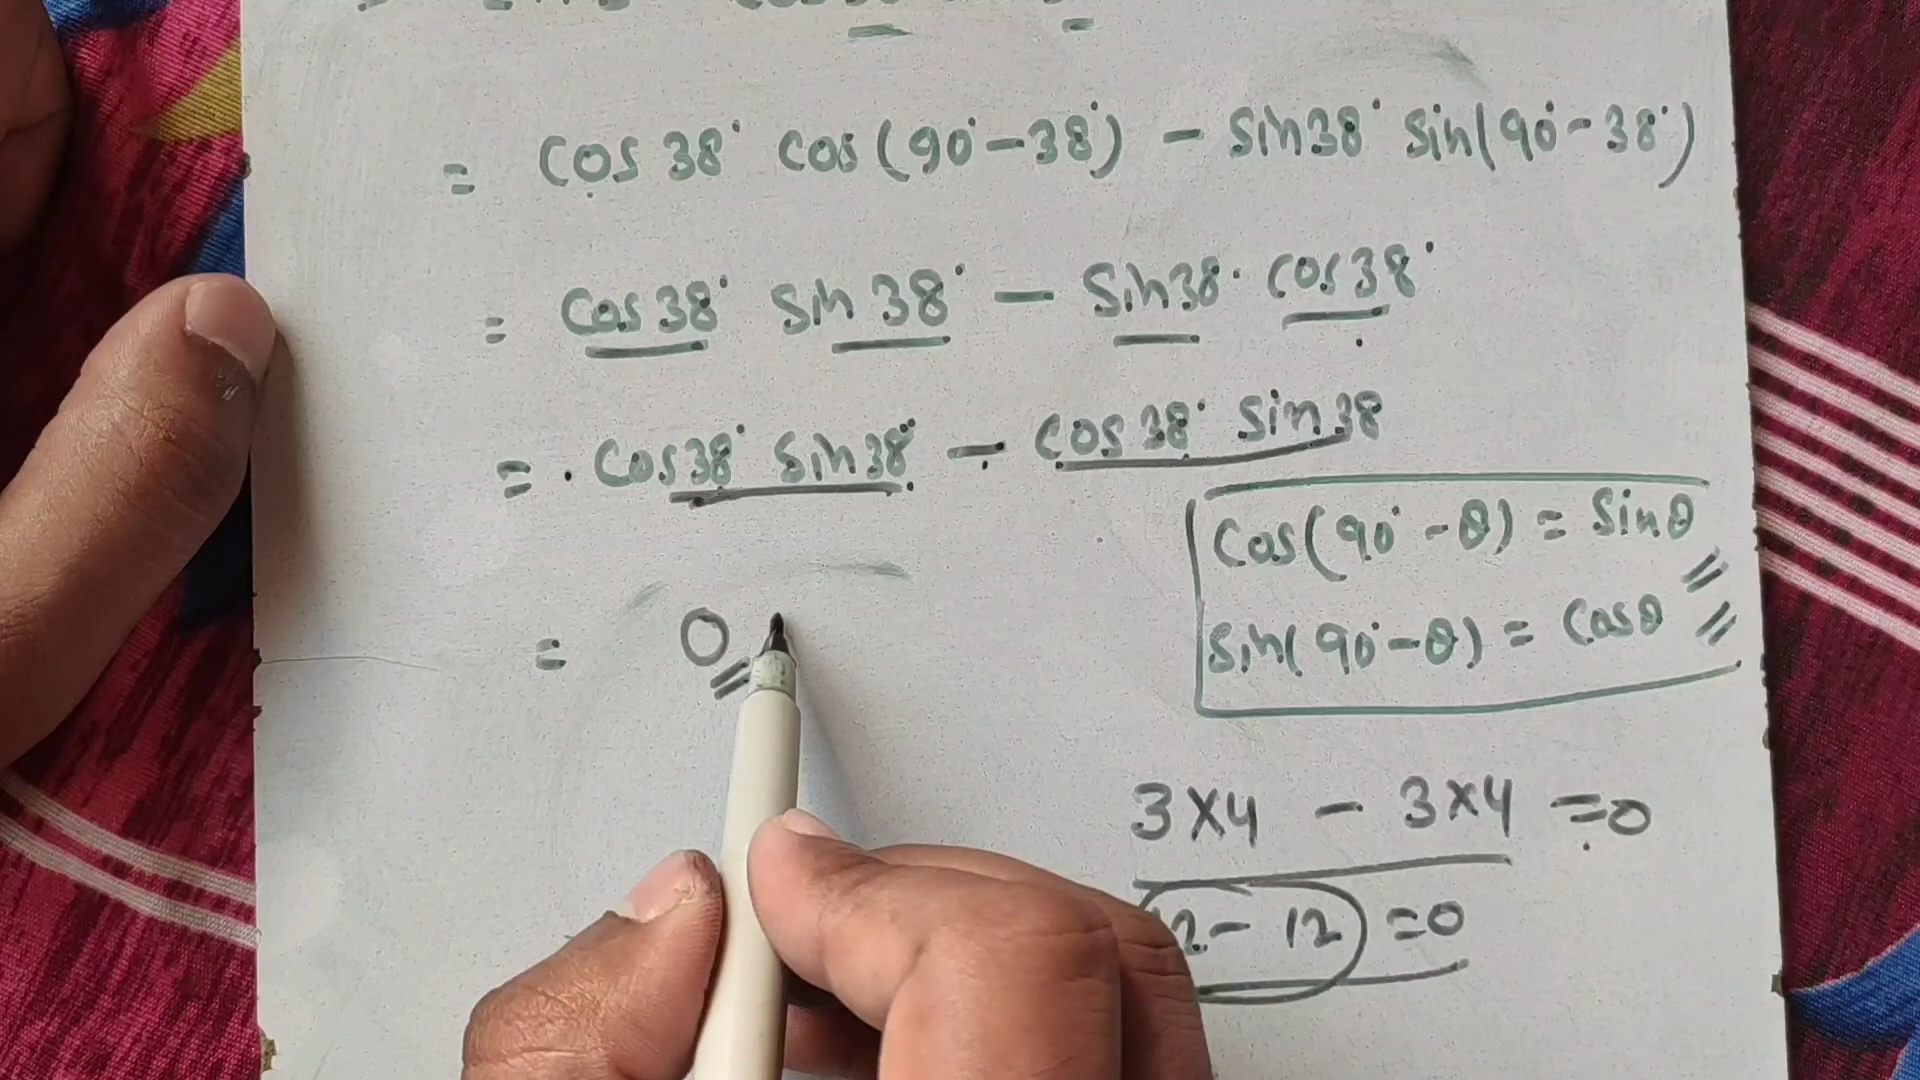 = cos 38° cos (90° - 38°) - sin38° sin(90° - 38°)
= cos 38° sin 38° - sin38° cos 38°
= cos38° sin38° - cos 38° sin 38
cos(90° - θ) = sinθ
sin(90° - θ) = cosθ
= 0
3×4 - 3×4 = 0
12 - 12 = 0